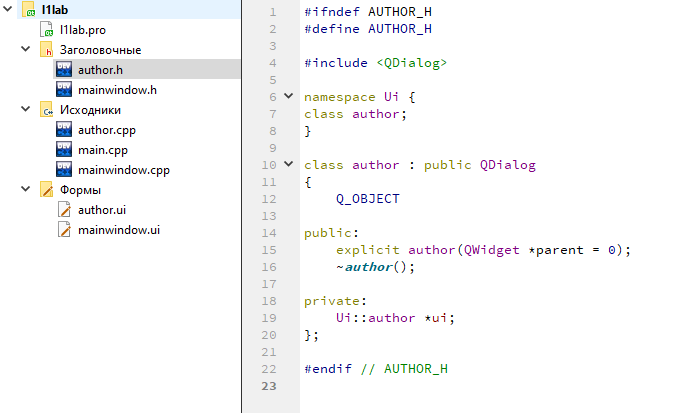 l1lab
l1lab.pro
Заголовочные
author.h
mainwindow.h
Исходники
author.cpp
main.cpp
mainwindow.cpp
Формы
author.ui
mainwindow.ui
1 #ifndef AUTHOR_H
2 #define AUTHOR_H
3
4 #include <QDialog>
5
6 namespace Ui {
7 class author;
8 }
9
10 class author : public QDialog
11 {
12     Q_OBJECT
13
14 public:
15     explicit author(QWidget *parent = 0);
16     ~author();
17
18 private:
19     Ui::author *ui;
20 };
21
22 #endif // AUTHOR_H
23